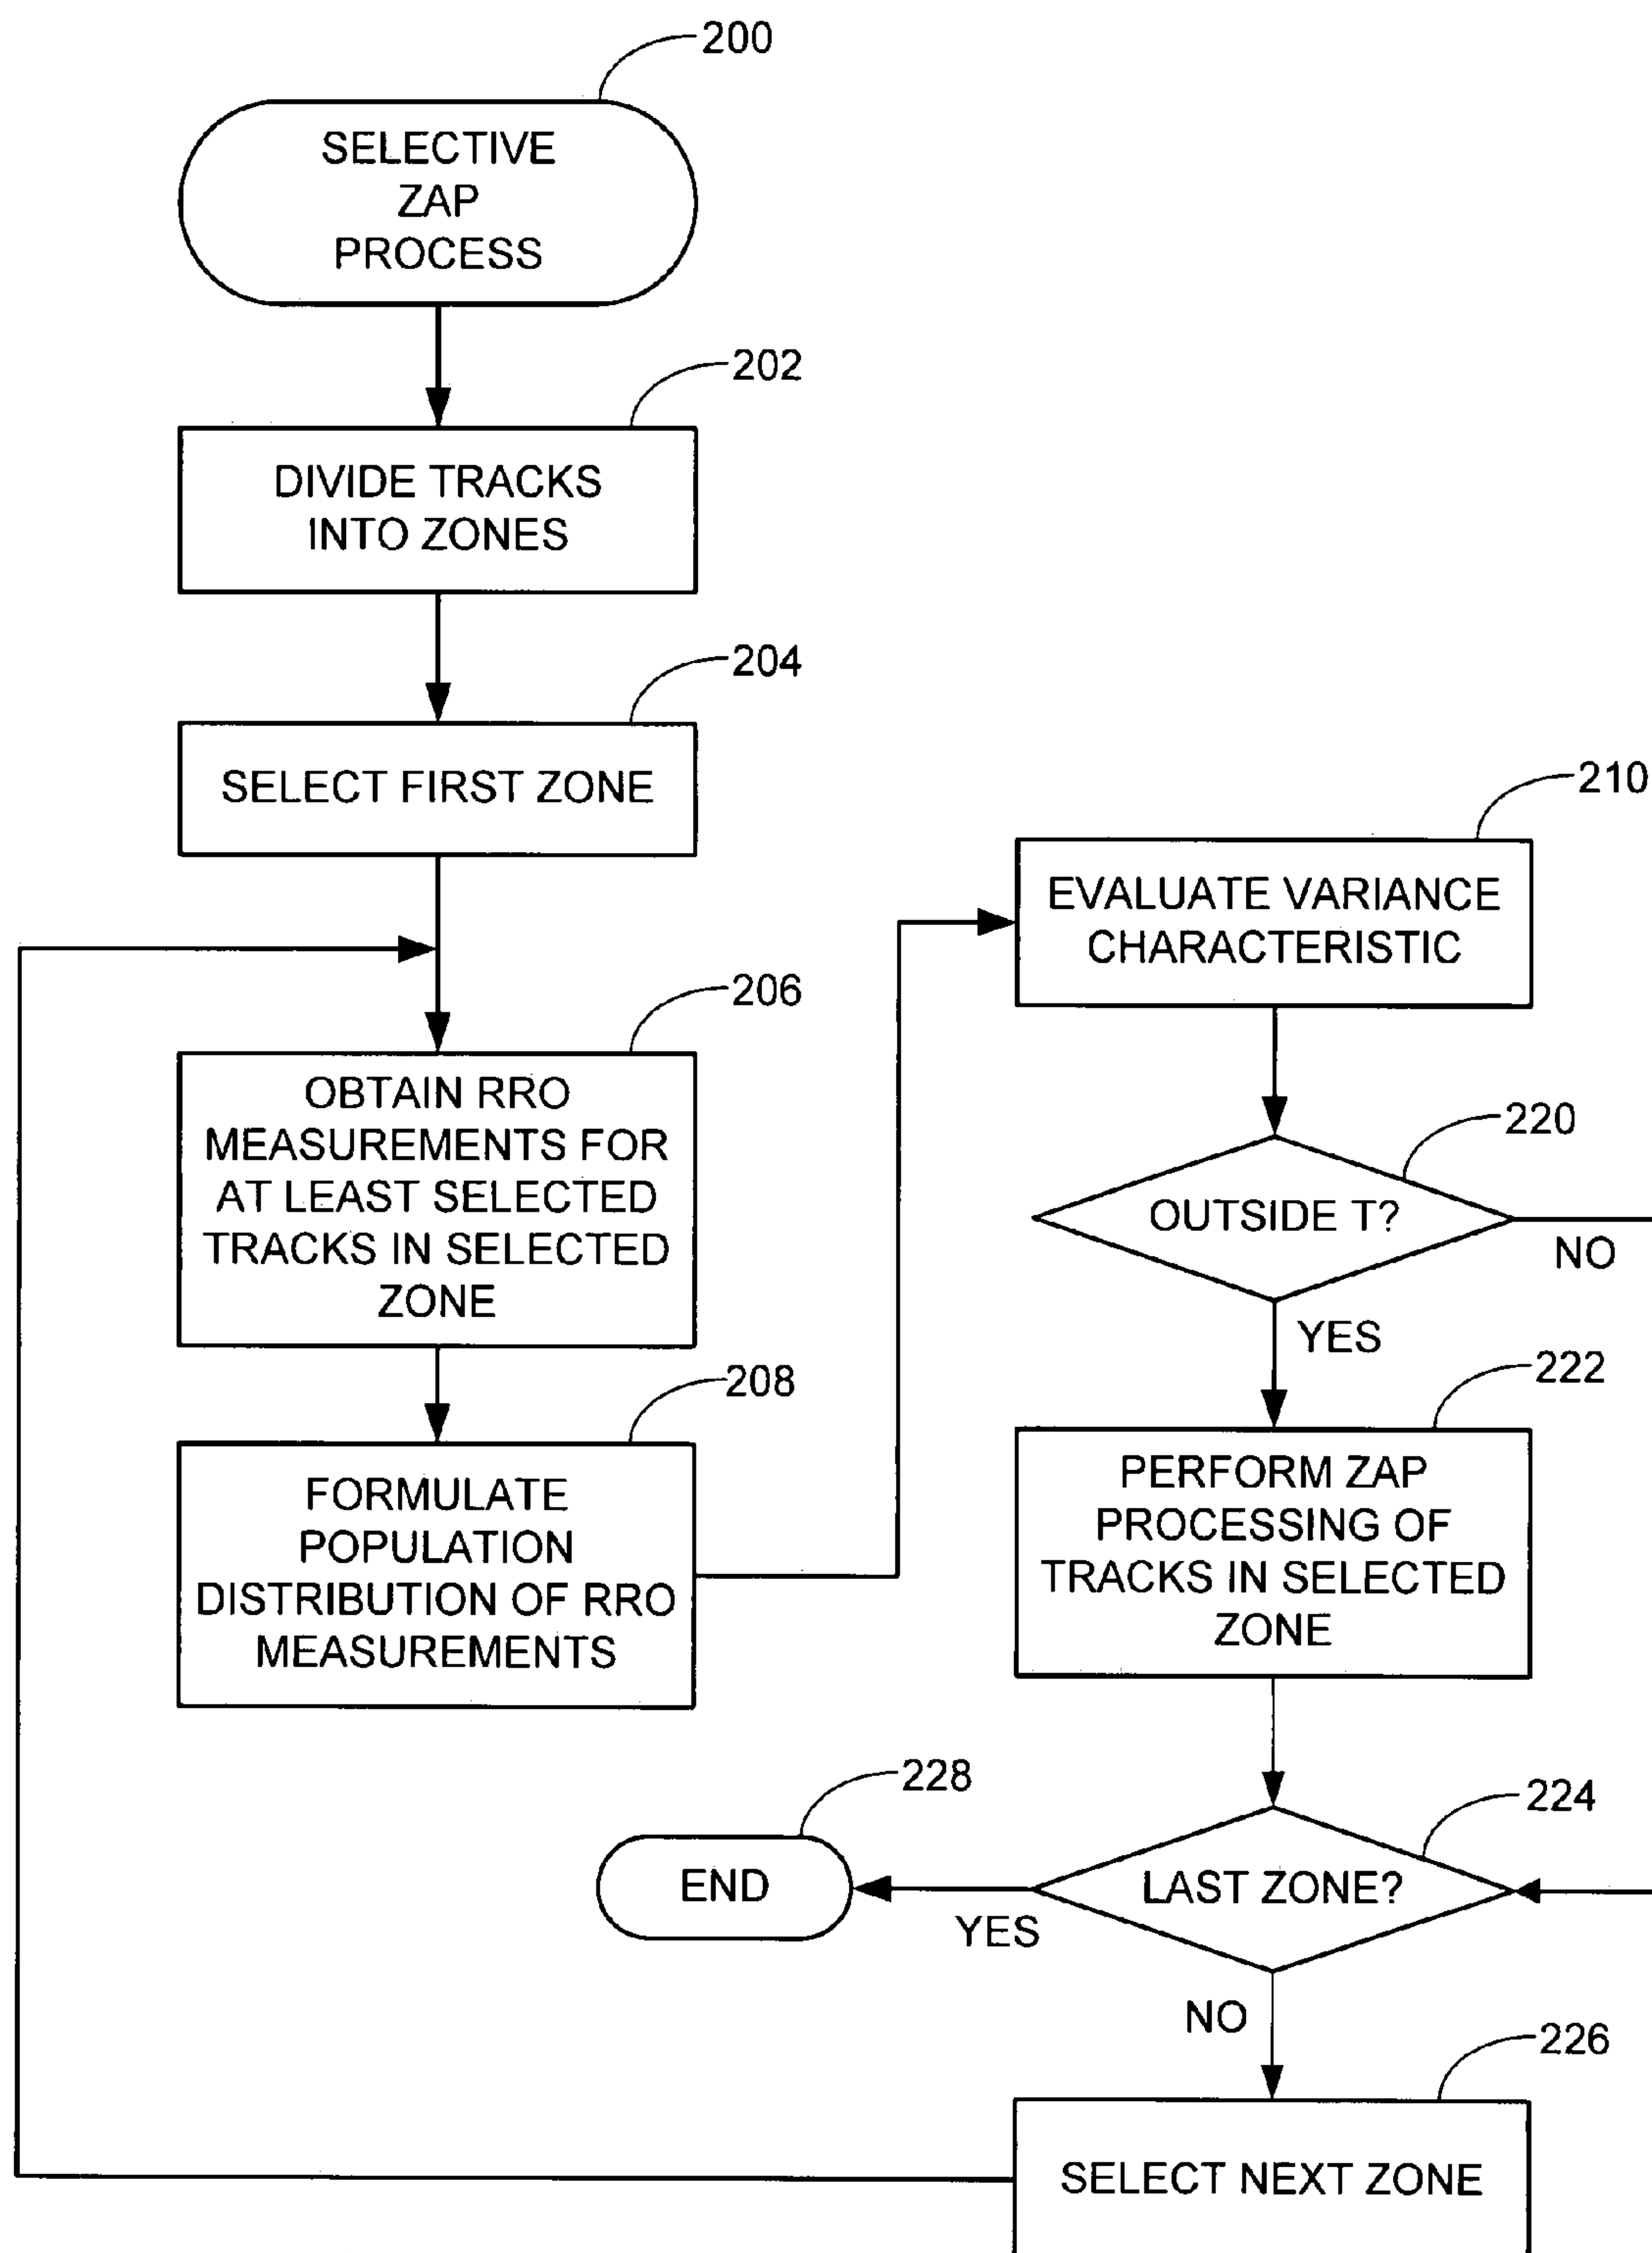 200
SELECTIVE
ZAP
PROCESS
202
DIVIDE TRACKS
INTO ZONES
204
SELECT FIRST ZONE
206
OBTAIN RRO
MEASUREMENTS FOR
AT LEAST SELECTED
TRACKS IN SELECTED
ZONE
208
FORMULATE
POPULATION
DISTRIBUTION OF RRO
MEASUREMENTS
210
EVALUATE VARIANCE
CHARACTERISTIC
220
OUTSIDE T?
NO
YES
222
PERFORM ZAP
PROCESSING OF
TRACKS IN SELECTED
ZONE
224
LAST ZONE?
YES
228
END
NO
226
SELECT NEXT ZONE